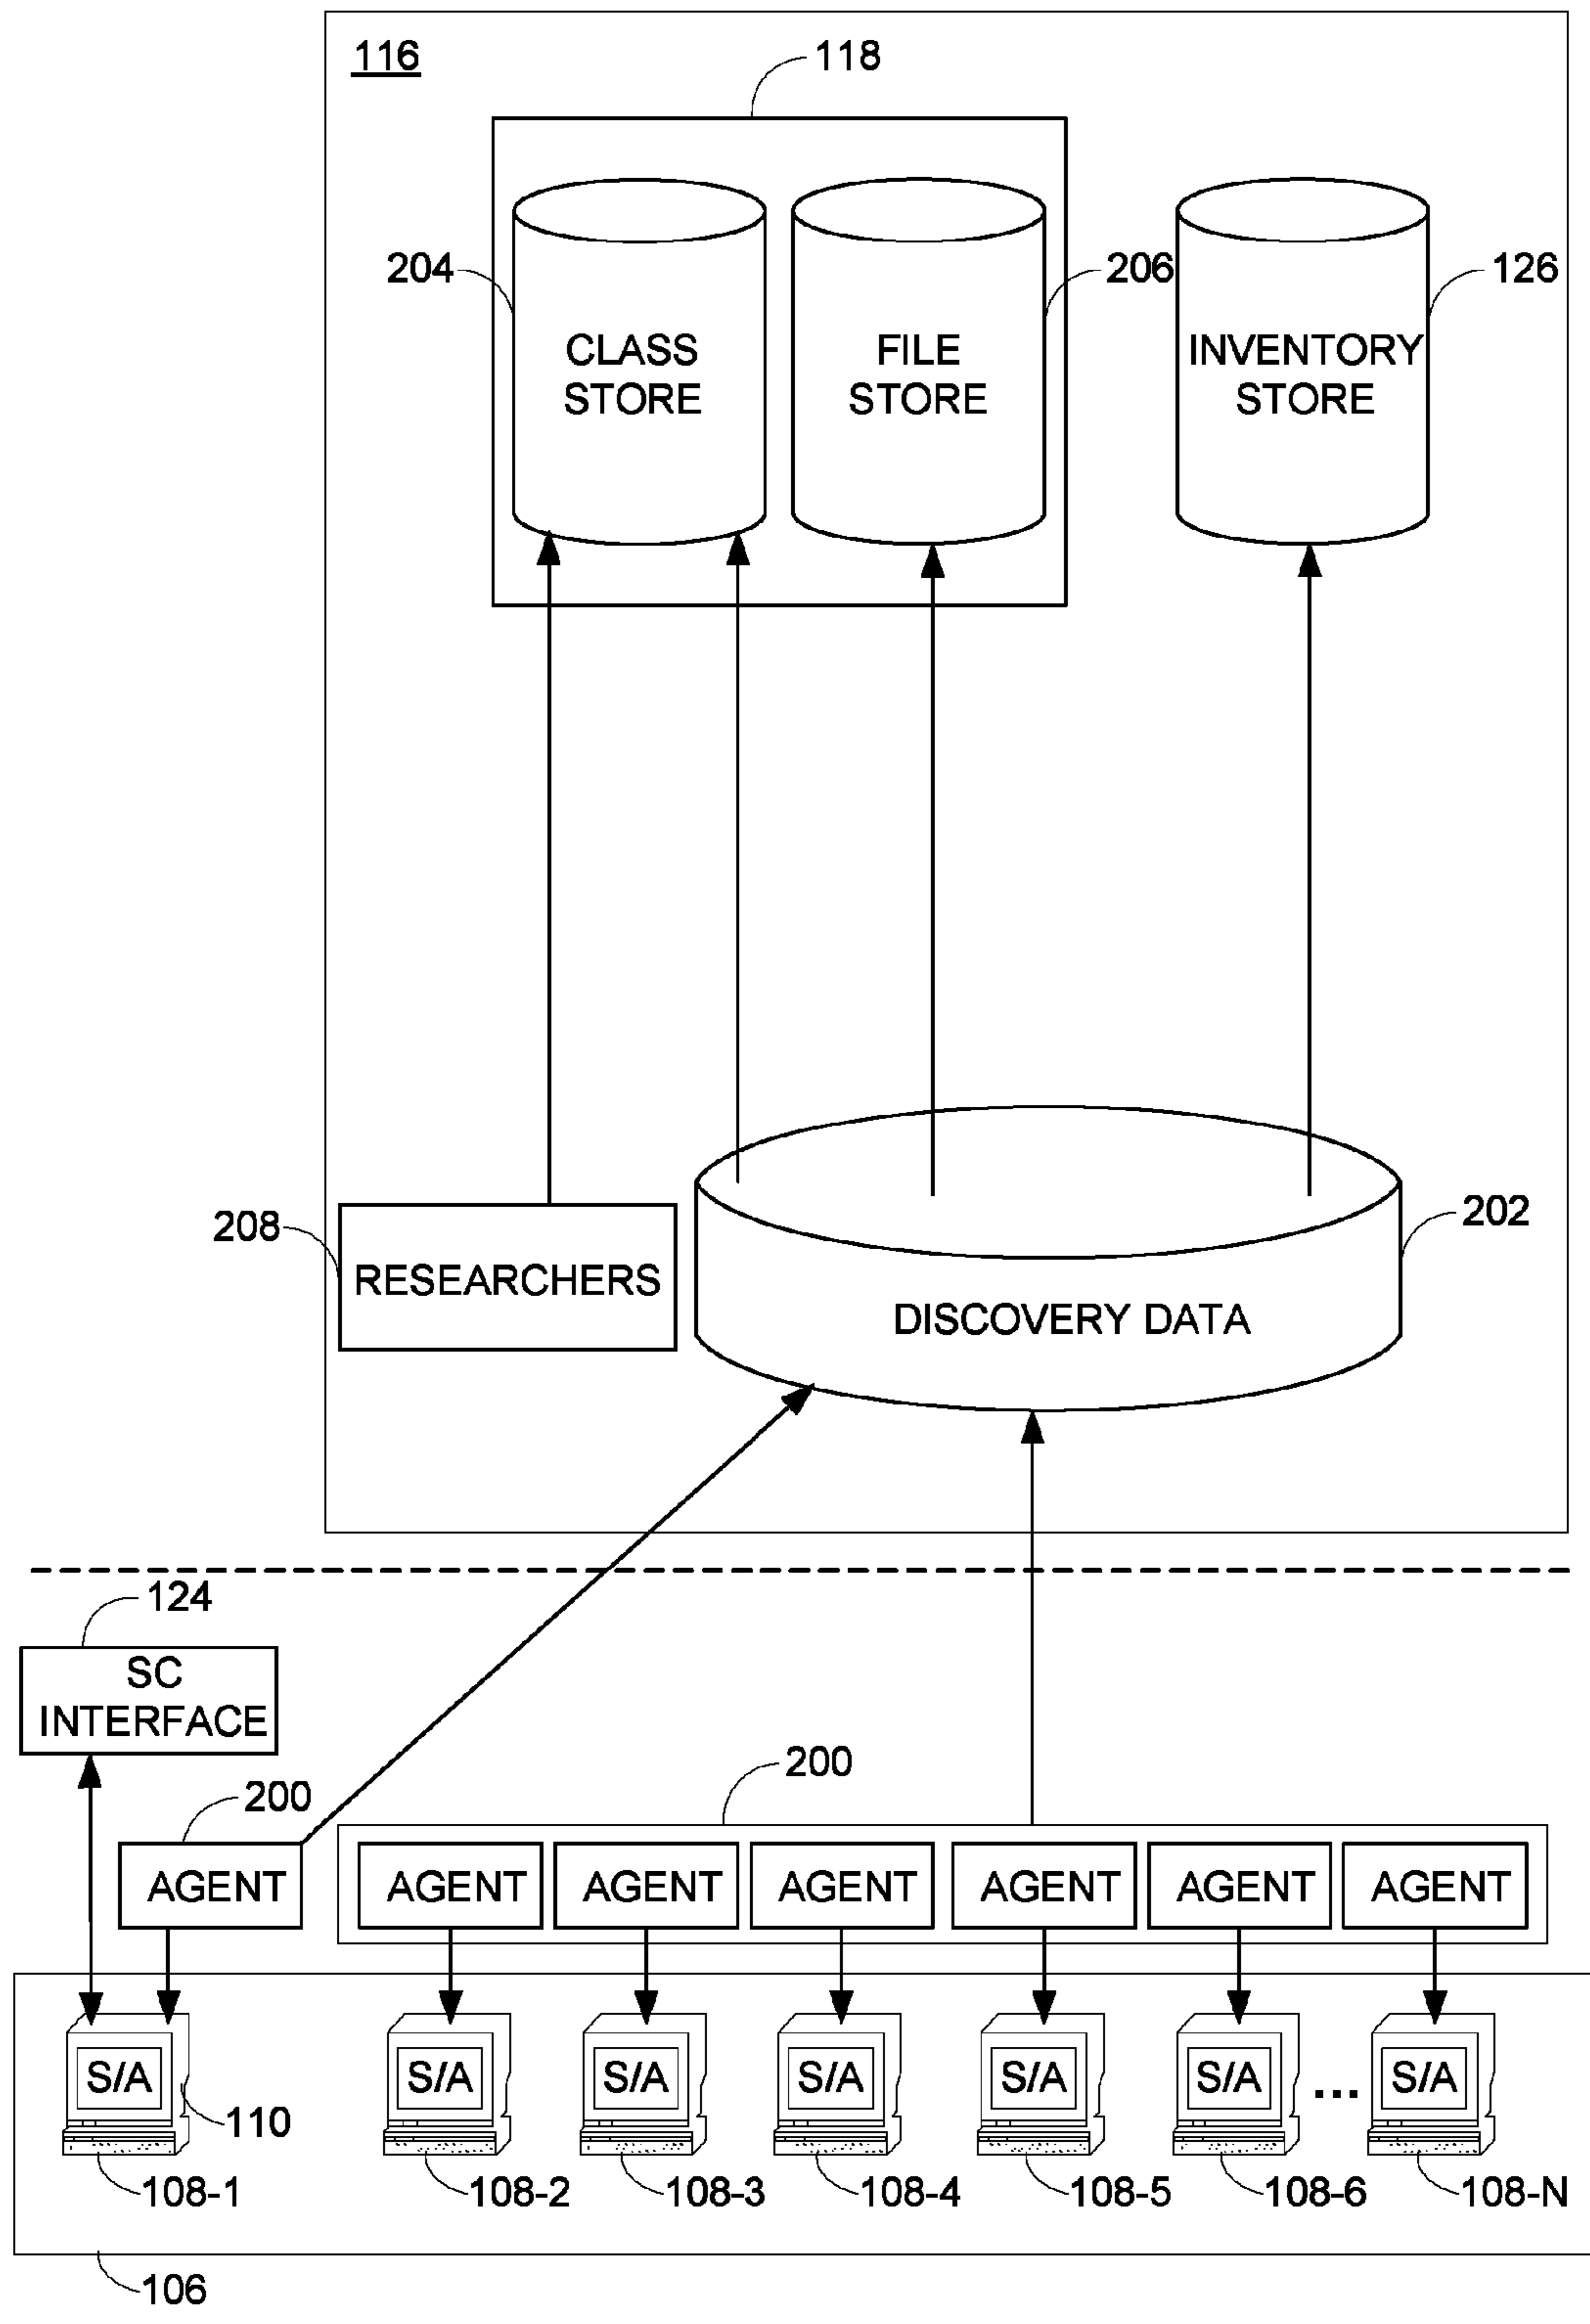 116
118
204
206
126
CLASS
STORE
FILE
STORE
INVENTORY
STORE
208
202
RESEARCHERS
DISCOVERY DATA
124
SC
INTERFACE
200
200
AGENT
AGENT
AGENT
AGENT
AGENT
AGENT
AGENT
S/A
S/A
S/A
S/A
S/A
S/A
...
S/A
110
108-1
108-2
108-3
108-4
108-5
108-6
108-N
106